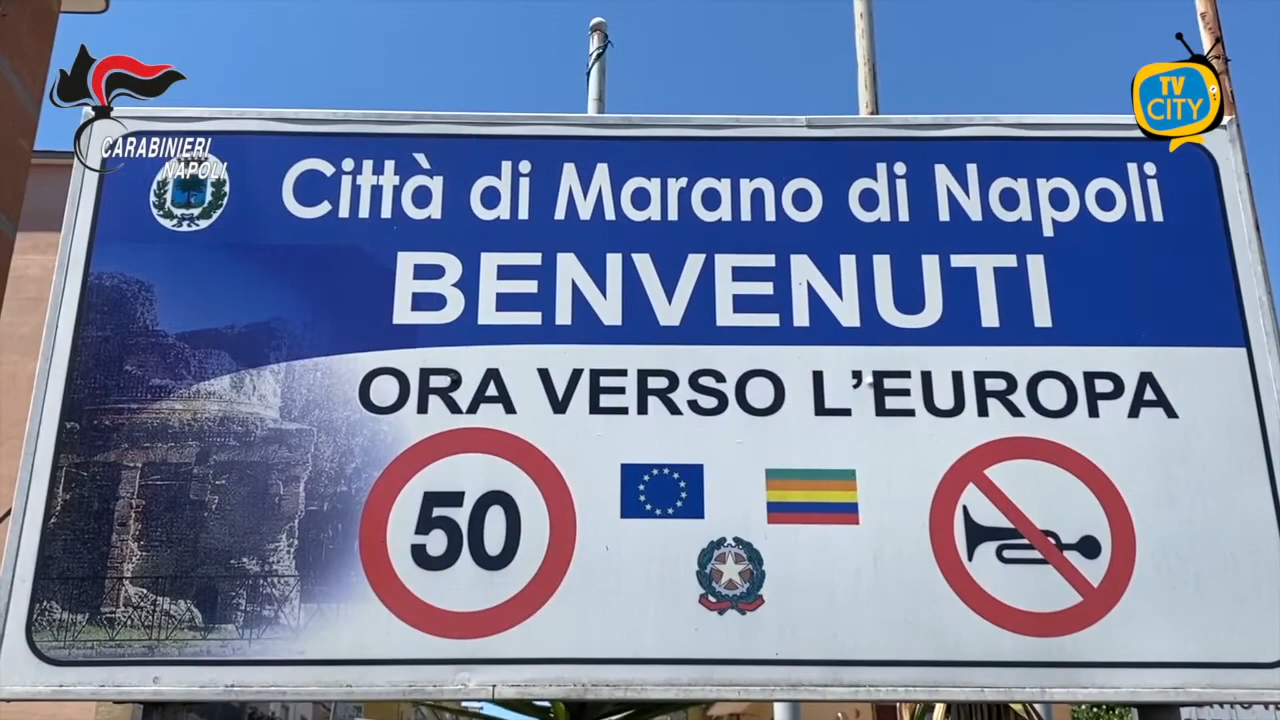 CARABINIERI
NAPOLI
TV
CITY
Città di Marano di Napoli
BENVENUTI
ORA VERSO L'EUROPA
50